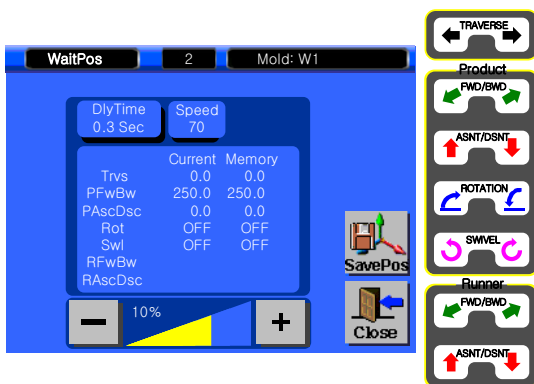 WaitPos 2 Mold: W1
DlyTime Speed
0.3 Sec 70
Current Memory
Trvs 0.0 0.0
PFwBw 250.0 250.0
PAscDsc 0.0 0.0
Rot OFF OFF
Swl OFF OFF
RFwBw
RAscDsc
SavePos
10%
− +
Close
TRAVERSE
Product
FWD/BWD
ASNT/DSNT
ROTATION
SWIVEL
Runner
FWD/BWD
ASNT/DSNT